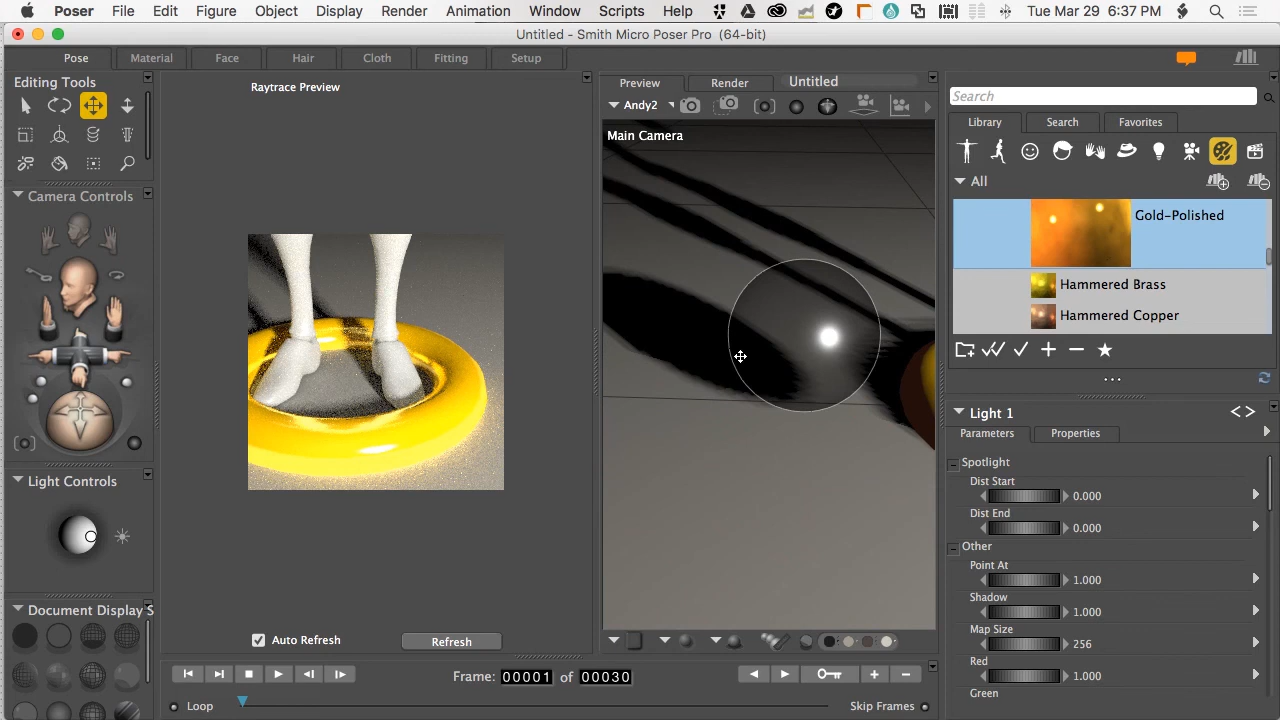 Poser File Edit Figure Object Display Render Animation Window Scripts Help Tue Mar 29 6:37 PM
Untitled - Smith Micro Poser Pro (64-bit)
Pose Material Face Hair Cloth Fitting Setup
Editing Tools
Camera Controls
Light Controls
Document Display S
Raytrace Preview
Auto Refresh Refresh
Preview Render Untitled
Andy2
Main Camera
Frame: 00001 of 00030
Loop Skip Frames
Search
Library Search Favorites
All
Gold-Polished
Hammered Brass
Hammered Copper
Light 1
Parameters Properties
Spotlight
Dist Start
0.000
Dist End
0.000
Other
Point At
1.000
Shadow
1.000
Map Size
256
Red
1.000
Green